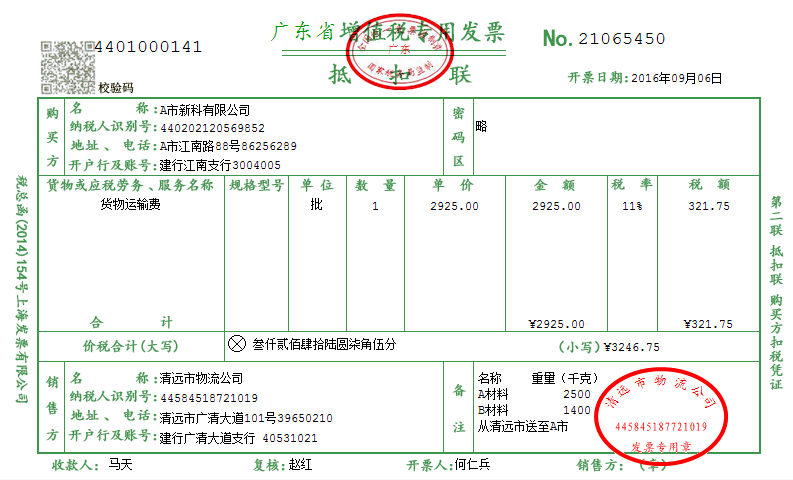 4401000141
广东省增值税专用发票
No. 21065450
广东
国家税务总局监制
抵 扣 联
校验码
开票日期:2016年09月06日
购买方
名 称:A市新科有限公司
纳税人识别号:440202120569852
地址、电话:A市江南路88号86256289
开户行及账号:建行江南支行3004005
密码区
略
货物或应税劳务、服务名称 规格型号 单 位 数 量 单 价 金 额 税 率 税 额
货物运输费 批 1 2925.00 2925.00 11% 321.75
合 计 ¥2925.00 ¥321.75
价税合计(大写) ⊗ 叁仟贰佰肆拾陆圆柒角伍分 (小写)¥3246.75
销售方
名 称:清远市物流公司
纳税人识别号:44584518721019
地址、电话:清远市广清大道101号39650210
开户行及账号:建行广清大道支行 40531021
备注
名称 重量（千克）
A材料 2500
B材料 1400
从清远市送至A市
清远市物流公司
445845187721019
发票专用章
收款人: 马天 复核:赵红 开票人:何仁兵 销售方: (章)
税总函(2014)154号上海发票有限公司
第二联 抵扣联 购买方扣税凭证